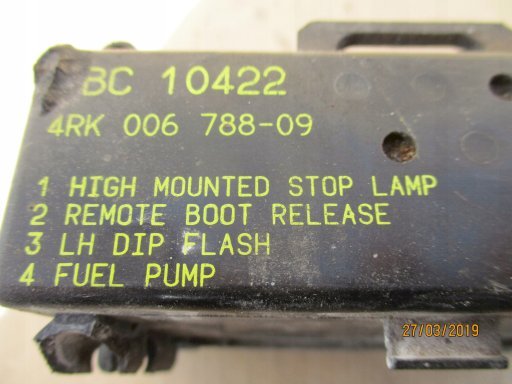 BC 10422
4RK 006 788-09
1 HIGH MOUNTED STOP LAMP
2 REMOTE BOOT RELEASE
3 LH DIP FLASH
4 FUEL PUMP
27/03/2019